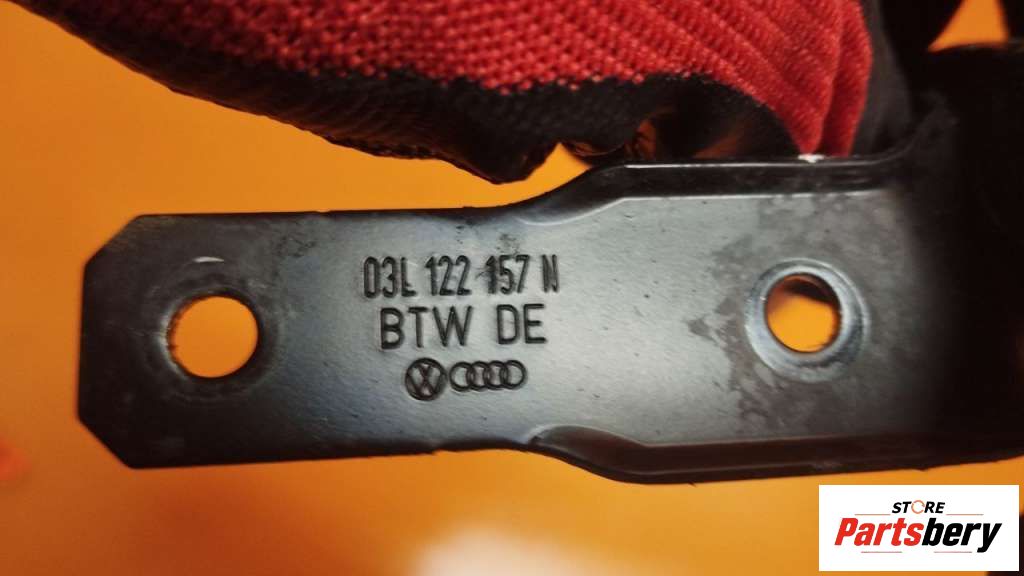 03L 122 157 N
BTW DE
STORE
Partsbery